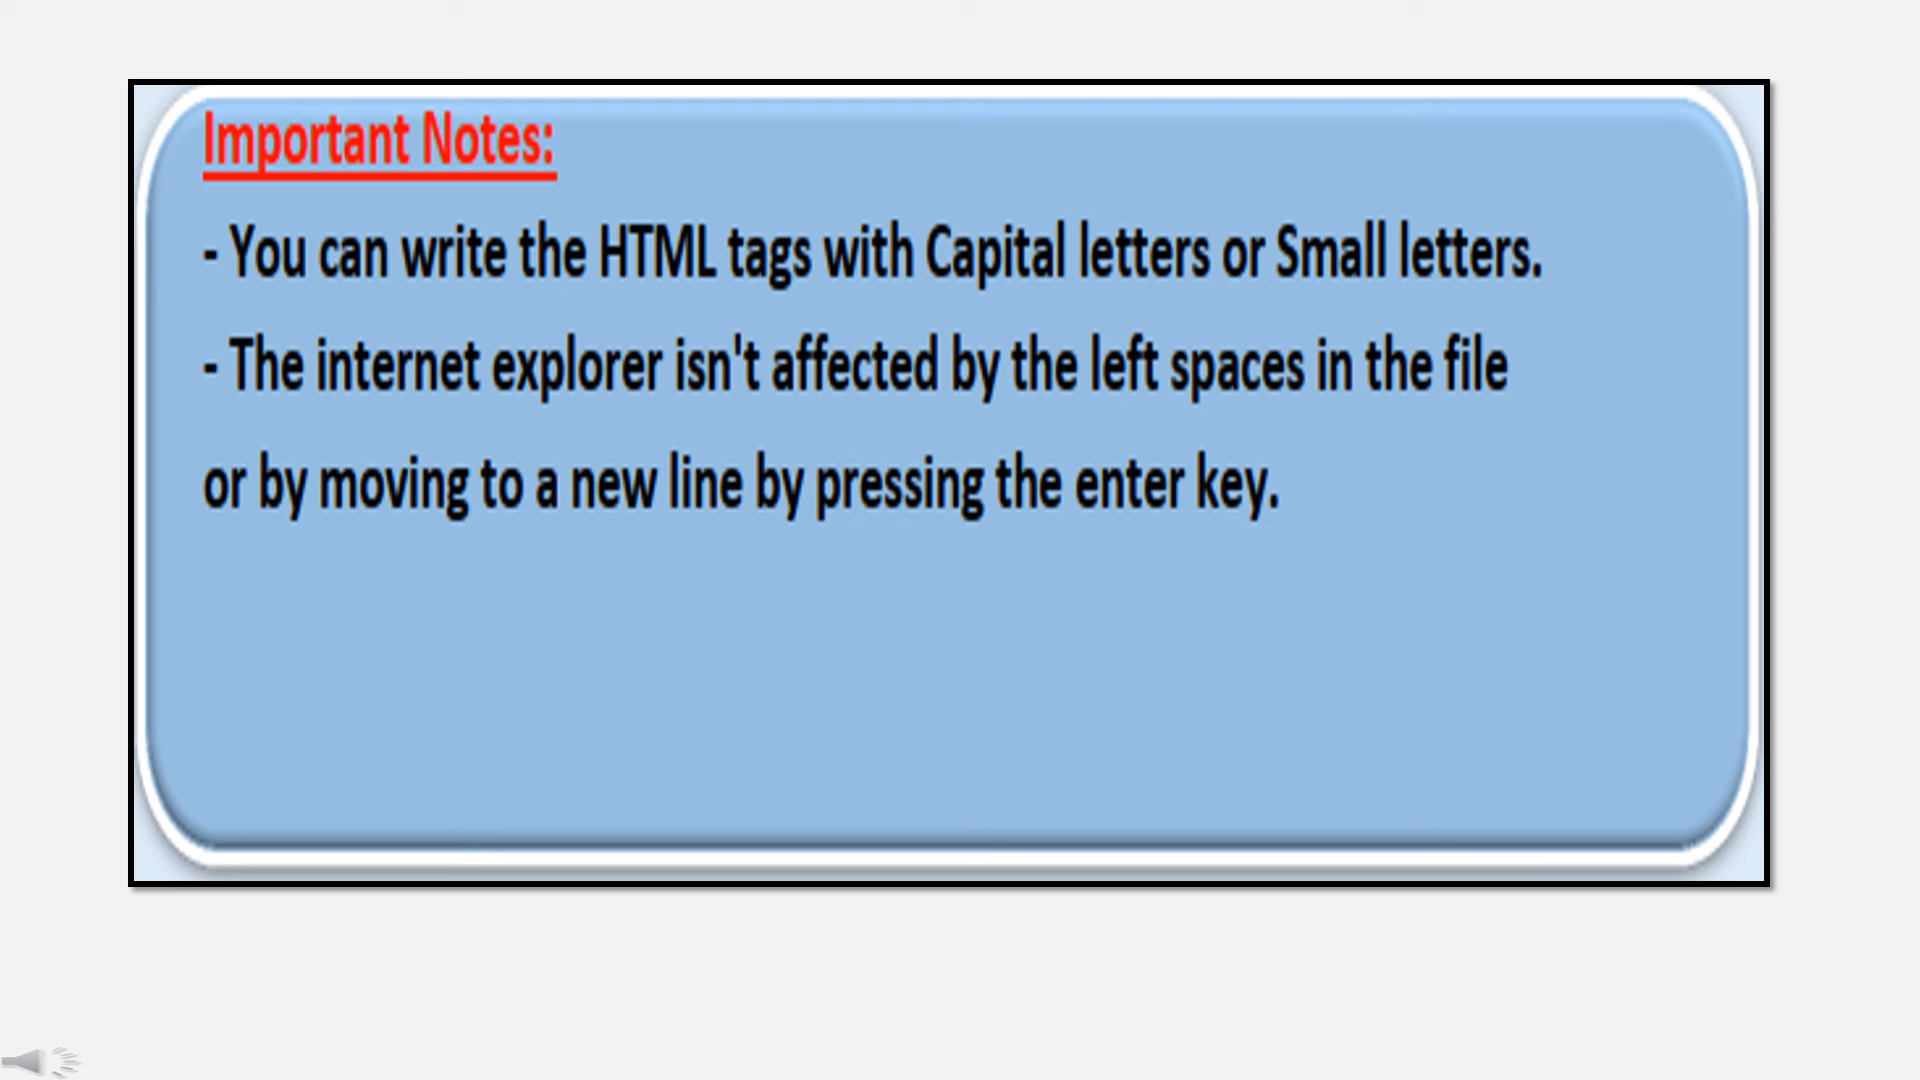 Important Notes:
- You can write the HTML tags with Capital letters or Small letters.
- The internet explorer isn't affected by the left spaces in the file
or by moving to a new line by pressing the enter key.